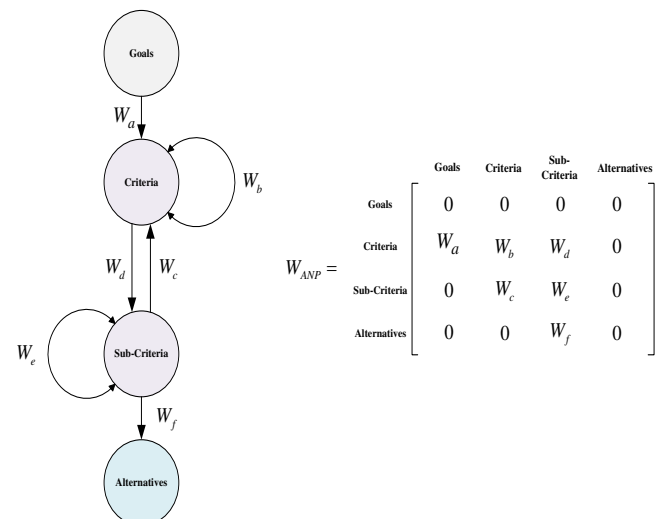 Goals
W_a
Criteria
W_b
W_d W_c
Sub-Criteria
W_e
W_f
Alternatives
Goals Criteria Sub-
Criteria Alternatives
W_ANP =
Goals 0 0 0 0
Criteria W_a W_b W_d 0
Sub-Criteria 0 W_c W_e 0
Alternatives 0 0 W_f 0